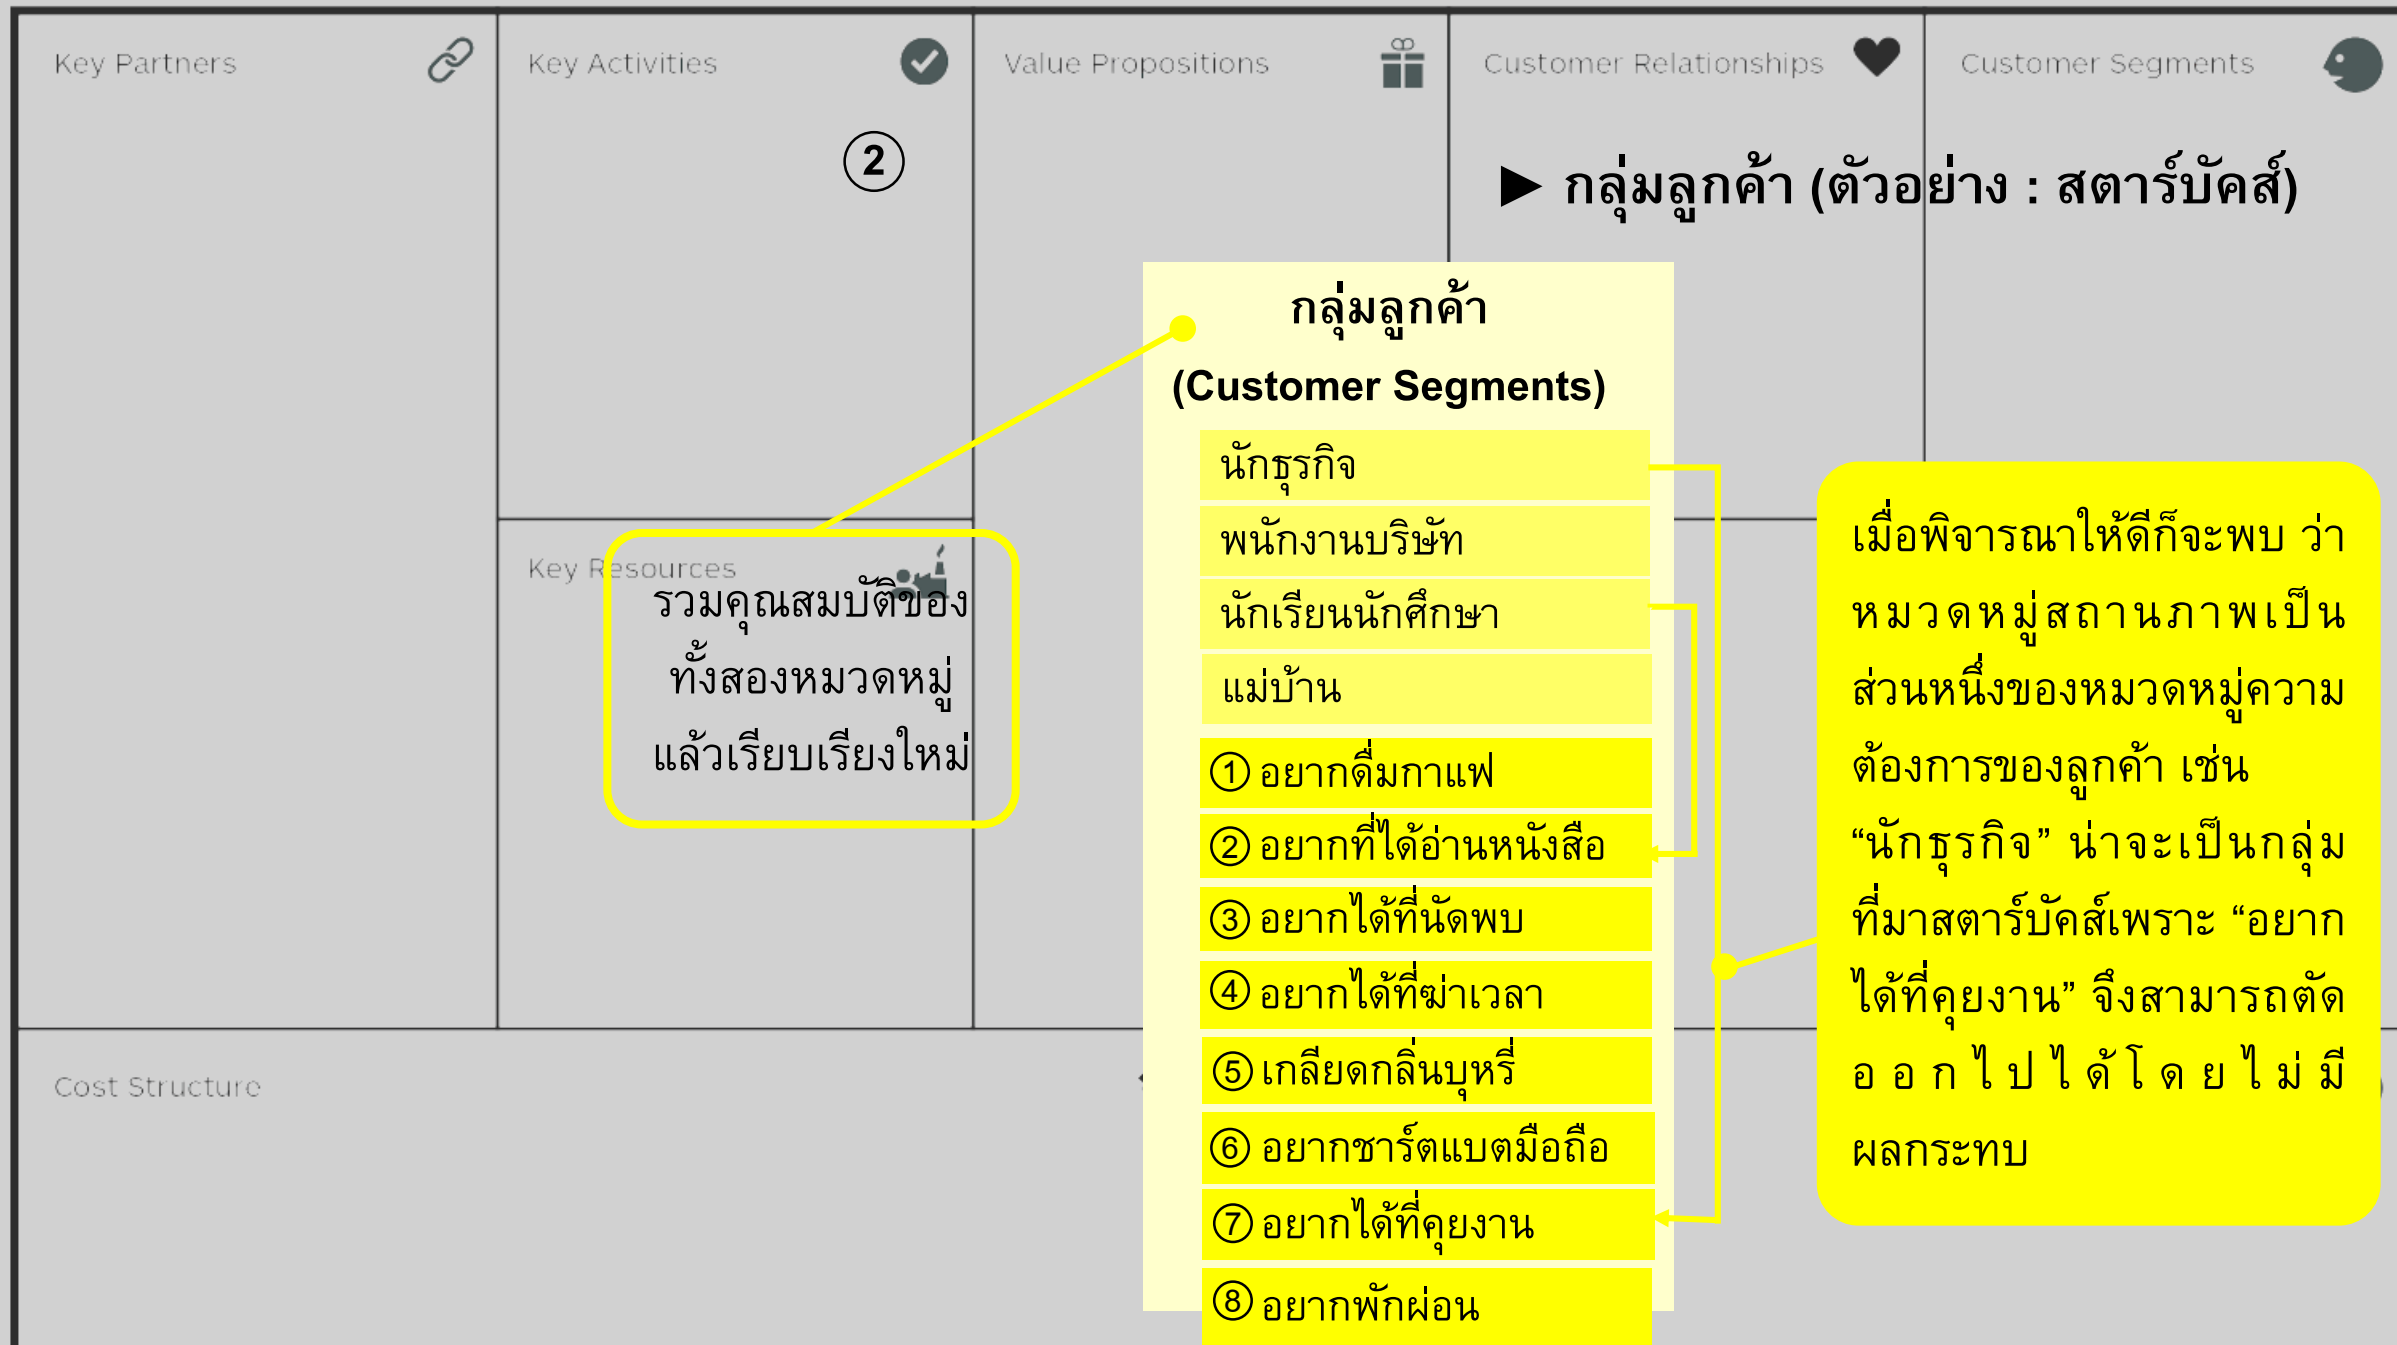 Key Partners
Key Activities
Value Propositions
Customer Relationships
Customer Segments
②
► กลุ่มลูกค้า (ตัวอย่าง : สตาร์บัคส์)
กลุ่มลูกค้า
(Customer Segments)
นักธุรกิจ
พนักงานบริษัท
นักเรียนนักศึกษา
แม่บ้าน
① อยากดื่มกาแฟ
② อยากที่ได้อ่านหนังสือ
③ อยากได้ที่นัดพบ
④ อยากได้ที่ฆ่าเวลา
⑤ เกลียดกลิ่นบุหรี่
⑥ อยากชาร์ตแบตมือถือ
⑦ อยากได้ที่คุยงาน
⑧ อยากพักผ่อน
Key Resources
รวมคุณสมบัติของ
ทั้งสองหมวดหมู่
แล้วเรียบเรียงใหม่
เมื่อพิจารณาให้ดีก็จะพบ ว่า
หมวดหมู่สถานภาพเป็น
ส่วนหนึ่งของหมวดหมู่ความ
ต้องการของลูกค้า เช่น
“นักธุรกิจ” น่าจะเป็นกลุ่ม
ที่มาสตาร์บัคส์เพราะ “อยาก
ได้ที่คุยงาน” จึงสามารถตัด
ออกไปได้โดยไม่มี
ผลกระทบ
Cost Structure